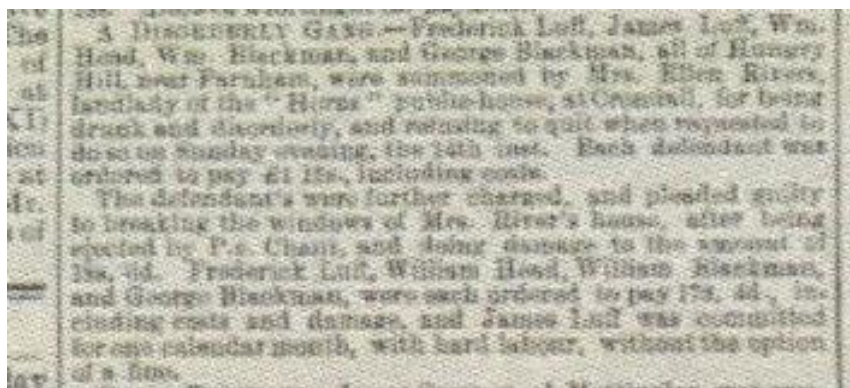 A DISORDERLY GANG.—Frederick Luff, James Luff, Wm.
Head, Wm. Blackman, and George Blackman, all of Hungry
Hill, near Farnham, were summoned by Mrs. Ellen Rivers,
landlady of the "Horns" public-house, at Crondall, for being
drunk and disorderly, and refusing to quit when requested to
do so on Sunday evening, the 14th inst. Each defendant was
ordered to pay £1 including costs.
The defendant's were further charged, and pleaded guilty
to breaking the windows of Mrs. River's house, after being
ejected by P.c. and doing damage to the amount of
Frederick Luff, William Head, William Blackman,
and George Blackman, were each ordered to pay 17s. 4d., in-
cluding costs and damage, and James Luff was committed
for one calendar month, with hard labour, without the option
of a fine.